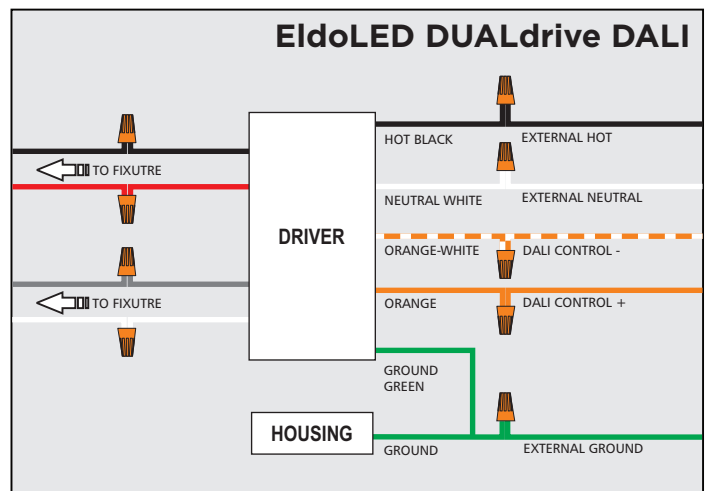 EldoLED DUALdrive DALI
HOT BLACK
EXTERNAL HOT
TO FIXUTRE
NEUTRAL WHITE
EXTERNAL NEUTRAL
DRIVER
ORANGE-WHITE
DALI CONTROL -
TO FIXUTRE
ORANGE
DALI CONTROL +
GROUND
GREEN
HOUSING
GROUND
EXTERNAL GROUND